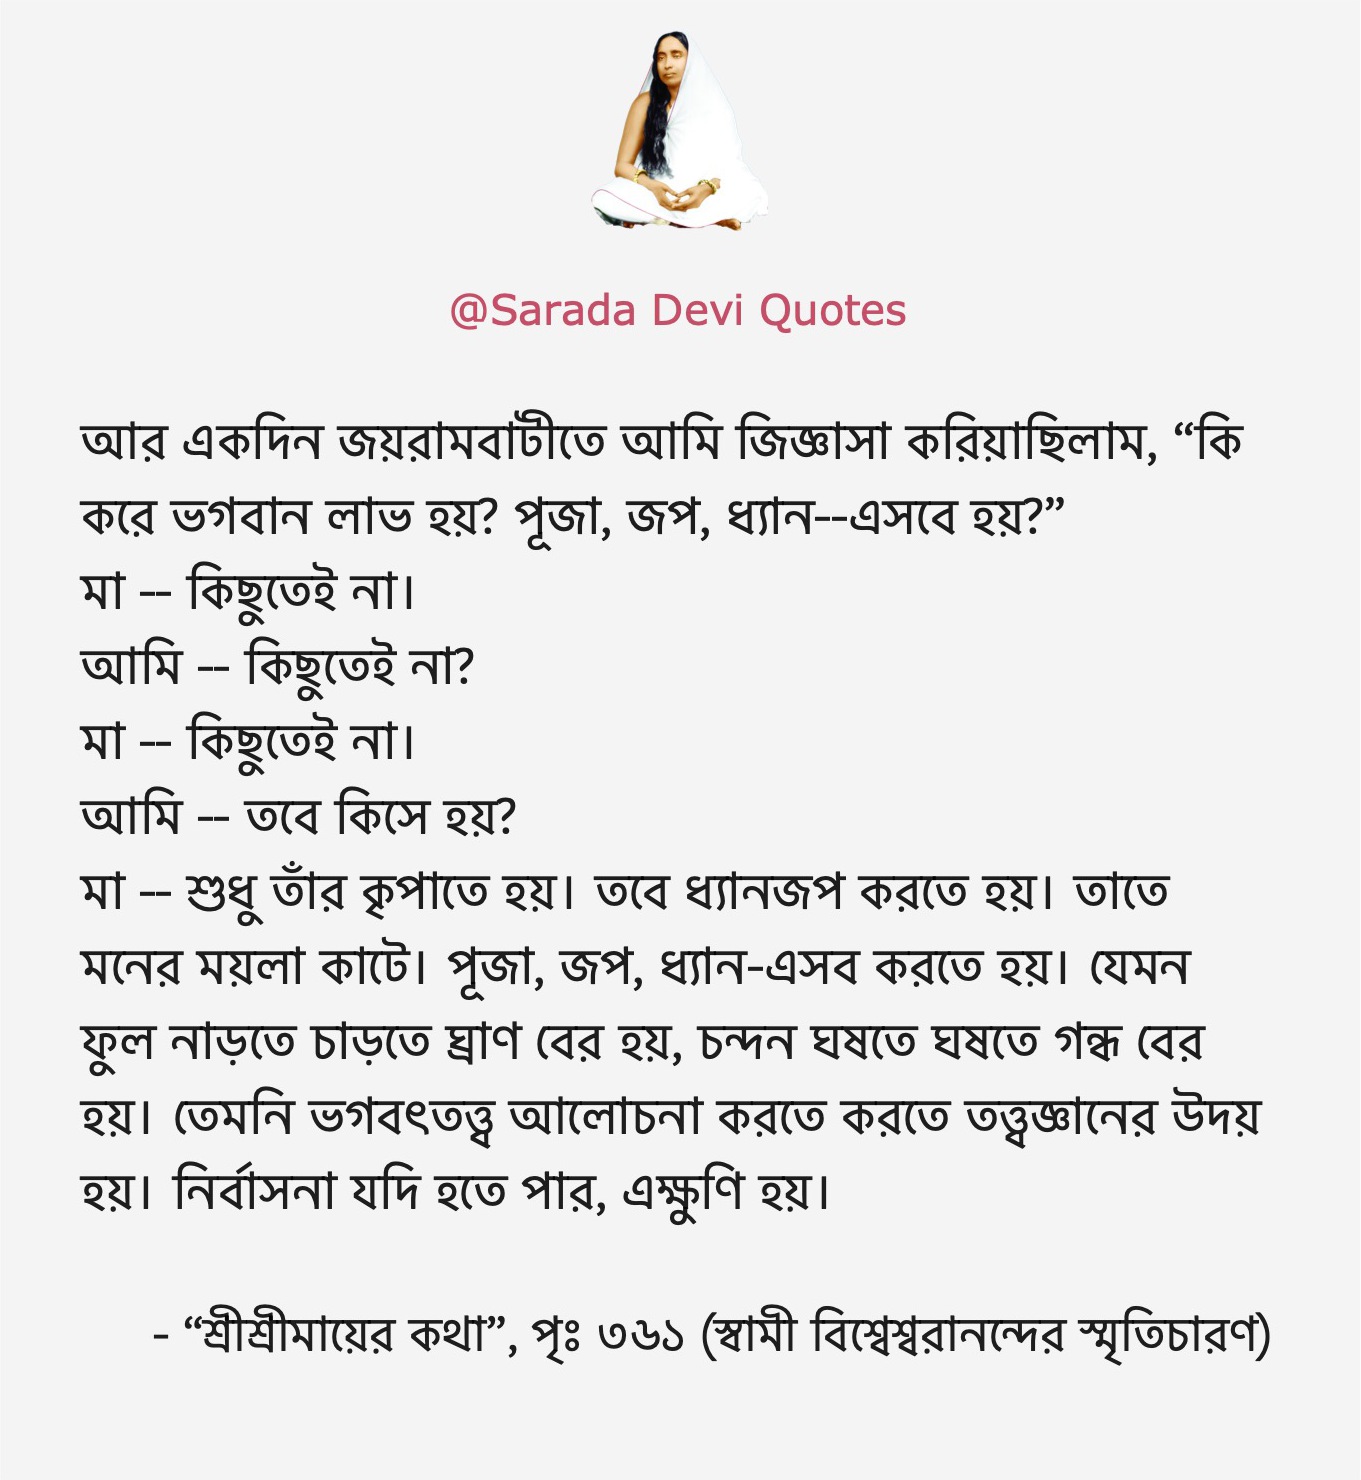 @Sarada Devi Quotes
আর একদিন জয়রামবাটীতে আমি জিজ্ঞাসা করিয়াছিলাম, “কি
করে ভগবান লাভ হয়? পূজা, জপ, ধ্যান--এসবে হয়?”
মা -- কিছুতেই না।
আমি -- কিছুতেই না?
মা -- কিছুতেই না।
আমি -- তবে কিসে হয়?
মা -- শুধু তাঁর কৃপাতে হয়। তবে ধ্যানজপ করতে হয়। তাতে
মনের ময়লা কাটে। পূজা, জপ, ধ্যান-এসব করতে হয়। যেমন
ফুল নাড়তে চাড়তে ঘ্রাণ বের হয়, চন্দন ঘষতে ঘষতে গন্ধ বের
হয়। তেমনি ভগবৎতত্ত্ব আলোচনা করতে করতে তত্ত্বজ্ঞানের উদয়
হয়। নির্বাসনা যদি হতে পার, এক্ষুণি হয়।
- “শ্রীশ্রীমায়ের কথা”, পৃঃ ৩৬১ (স্বামী বিশ্বেশ্বরানন্দের স্মৃতিচারণ)